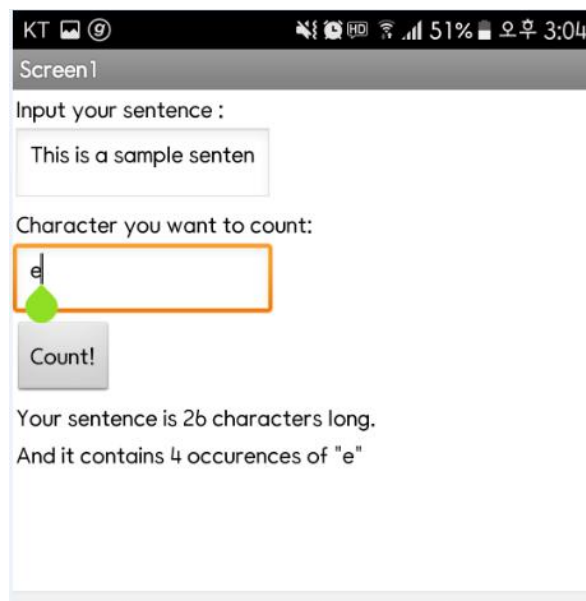 KT g HD 51% 오후 3:04
Screen1
Input your sentence :
This is a sample senten
Character you want to count:
e
Count!
Your sentence is 26 characters long.
And it contains 4 occurences of "e"